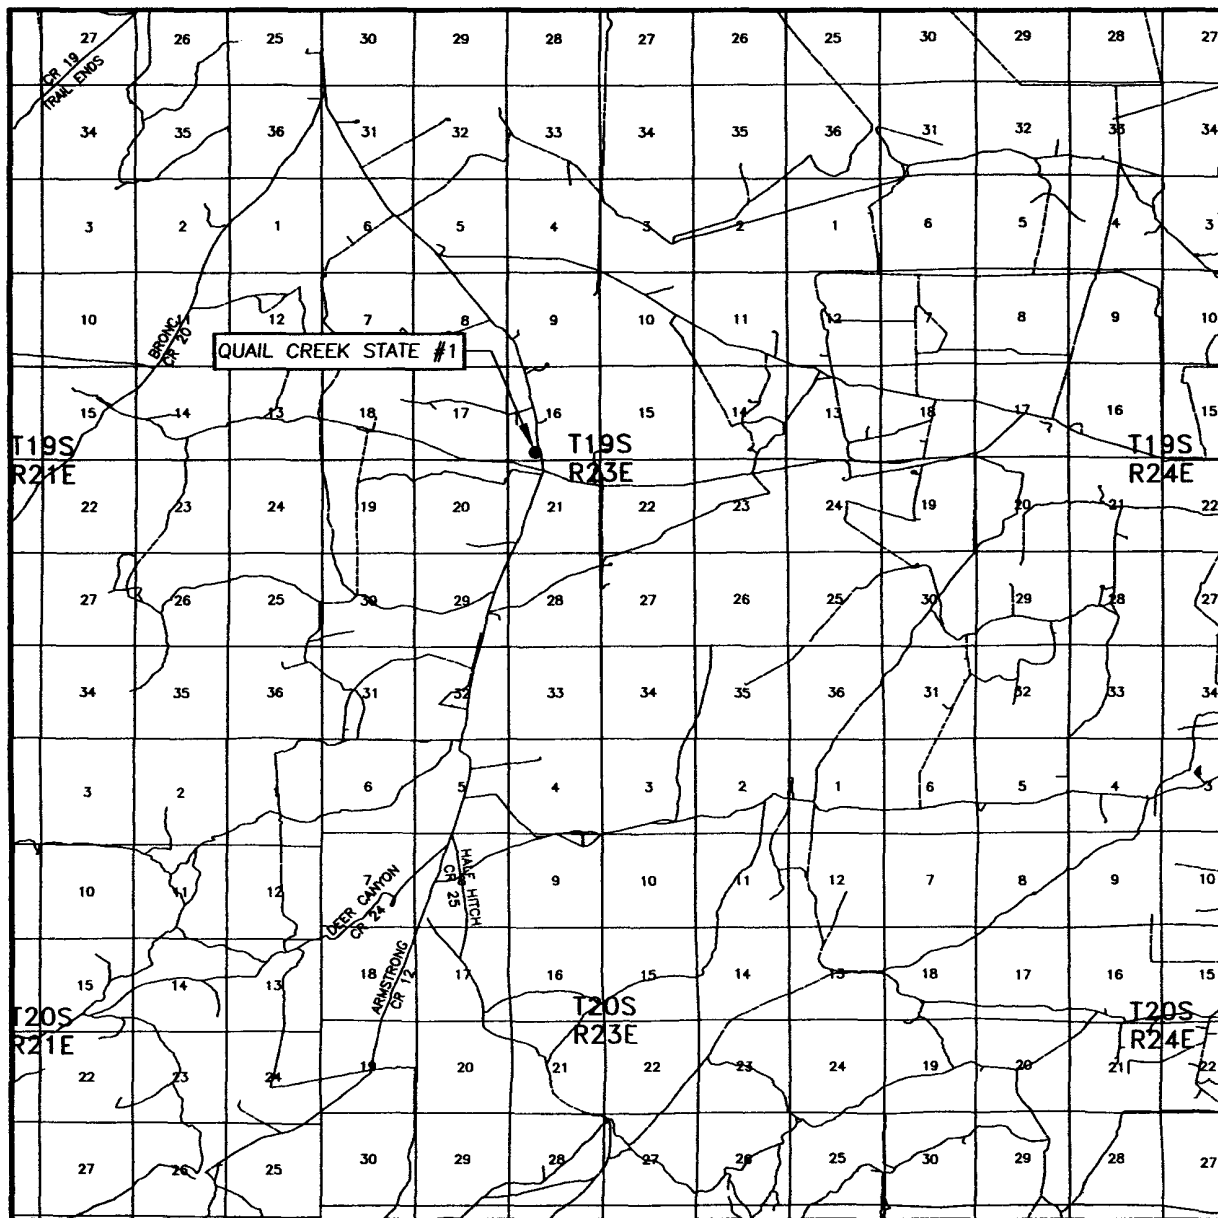 27 26 25 30 29 28 27 26 25 30 29 28 27
CR 19
TRAIL ENDS
34 35 36 31 32 33 34 35 36 31 32 33 34
3 2 1 6 5 4 3 2 1 6 5 4 3
10 11 12 7 8 9 10 11 12 7 8 9 10
BRONC
CR 20
QUAIL CREEK STATE #1
15 14 13 18 17 16 15 14 13 18 17 16 15
T19S T19S T19S
R21E R23E R24E
22 23 24 19 20 21 22 23 24 19 20 21 22
27 26 25 30 29 28 27 26 25 30 29 28 27
34 35 36 31 32 33 34 35 36 31 32 33 34
3 2 6 5 4 3 2 1 6 5 4 3
10 11 12 7 9 10 11 12 7 8 9 10
HALF HITCH
CR 25
DEER CANYON
CR 24
ARMSTRONG
CR 12
15 14 13 18 17 16 15 14 13 18 17 16 15
T20S T20S T20S
R21E R23E R24E
22 23 24 19 20 21 22 23 24 19 20 21 22
27 26 25 30 29 28 27 26 25 30 29 28 27